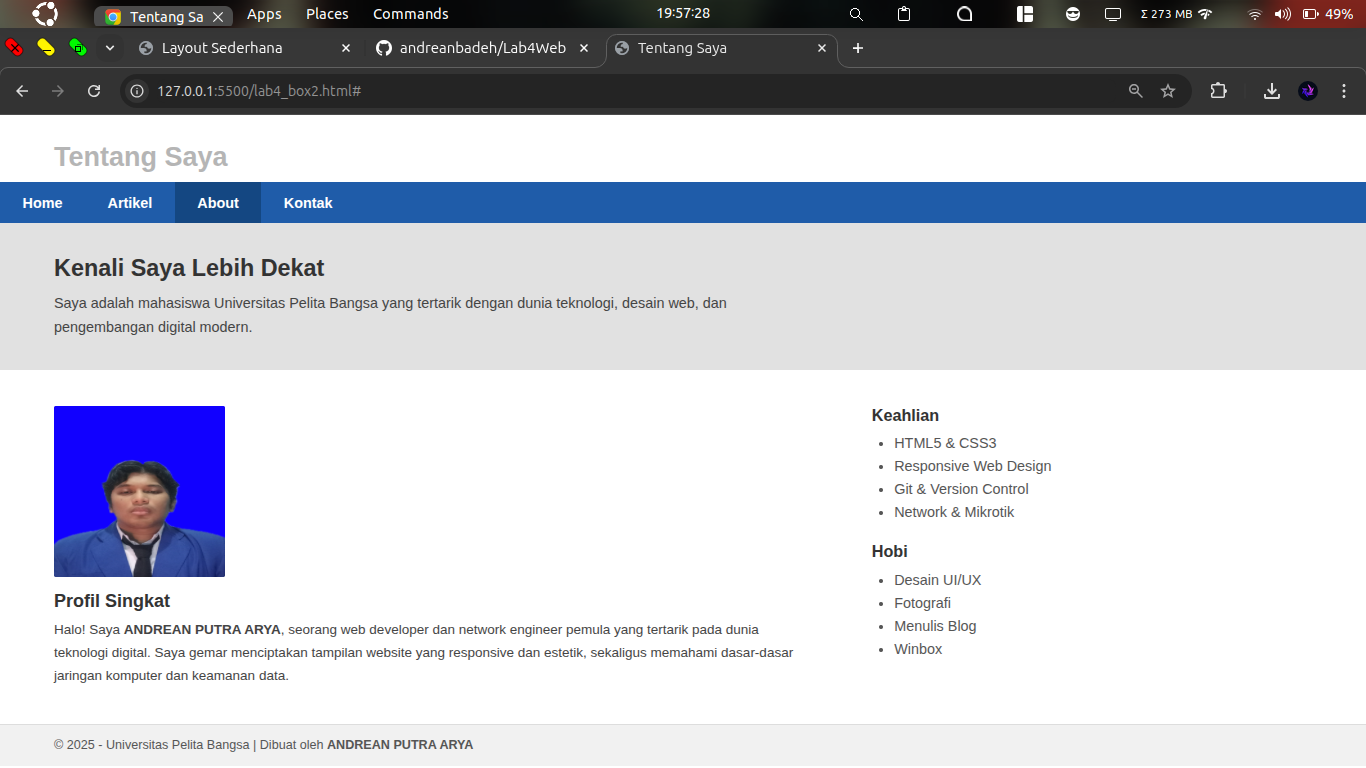 Tentang Sa
Apps
Places
Commands
19:57:28
Σ 273 MB
49%
Layout Sederhana
andreanbadeh/Lab4Web
Tentang Saya
127.0.0.1:5500/lab4_box2.html#
Tentang Saya
Home
Artikel
About
Kontak
Kenali Saya Lebih Dekat
Saya adalah mahasiswa Universitas Pelita Bangsa yang tertarik dengan dunia teknologi, desain web, dan
pengembangan digital modern.
Profil Singkat
Halo! Saya ANDREAN PUTRA ARYA, seorang web developer dan network engineer pemula yang tertarik pada dunia
teknologi digital. Saya gemar menciptakan tampilan website yang responsive dan estetik, sekaligus memahami dasar-dasar
jaringan komputer dan keamanan data.
Keahlian
• HTML5 & CSS3
• Responsive Web Design
• Git & Version Control
• Network & Mikrotik
Hobi
• Desain UI/UX
• Fotografi
• Menulis Blog
• Winbox
© 2025 - Universitas Pelita Bangsa | Dibuat oleh ANDREAN PUTRA ARYA